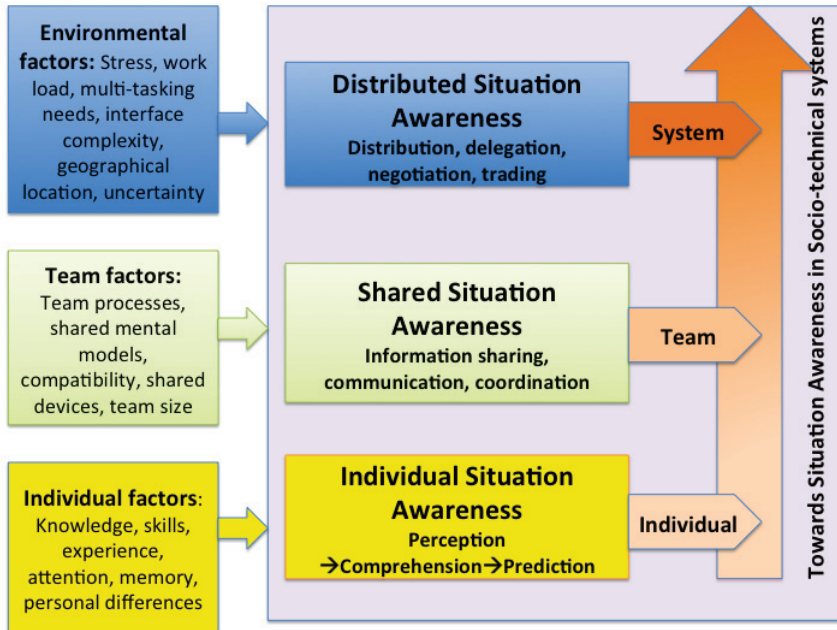 Environmental
factors: Stress, work
load, multi-tasking
needs, interface
complexity,
geographical
location, uncertainty
Distributed Situation
Awareness
Distribution, delegation,
negotiation, trading
System
Team factors:
Team processes,
shared mental
models,
compatibility, shared
devices, team size
Shared Situation
Awareness
Information sharing,
communication, coordination
Team
Individual factors:
Knowledge, skills,
experience,
attention, memory,
personal differences
Individual Situation
Awareness
Perception
→Comprehension→Prediction
Individual
Towards Situation Awareness in Socio-technical systems